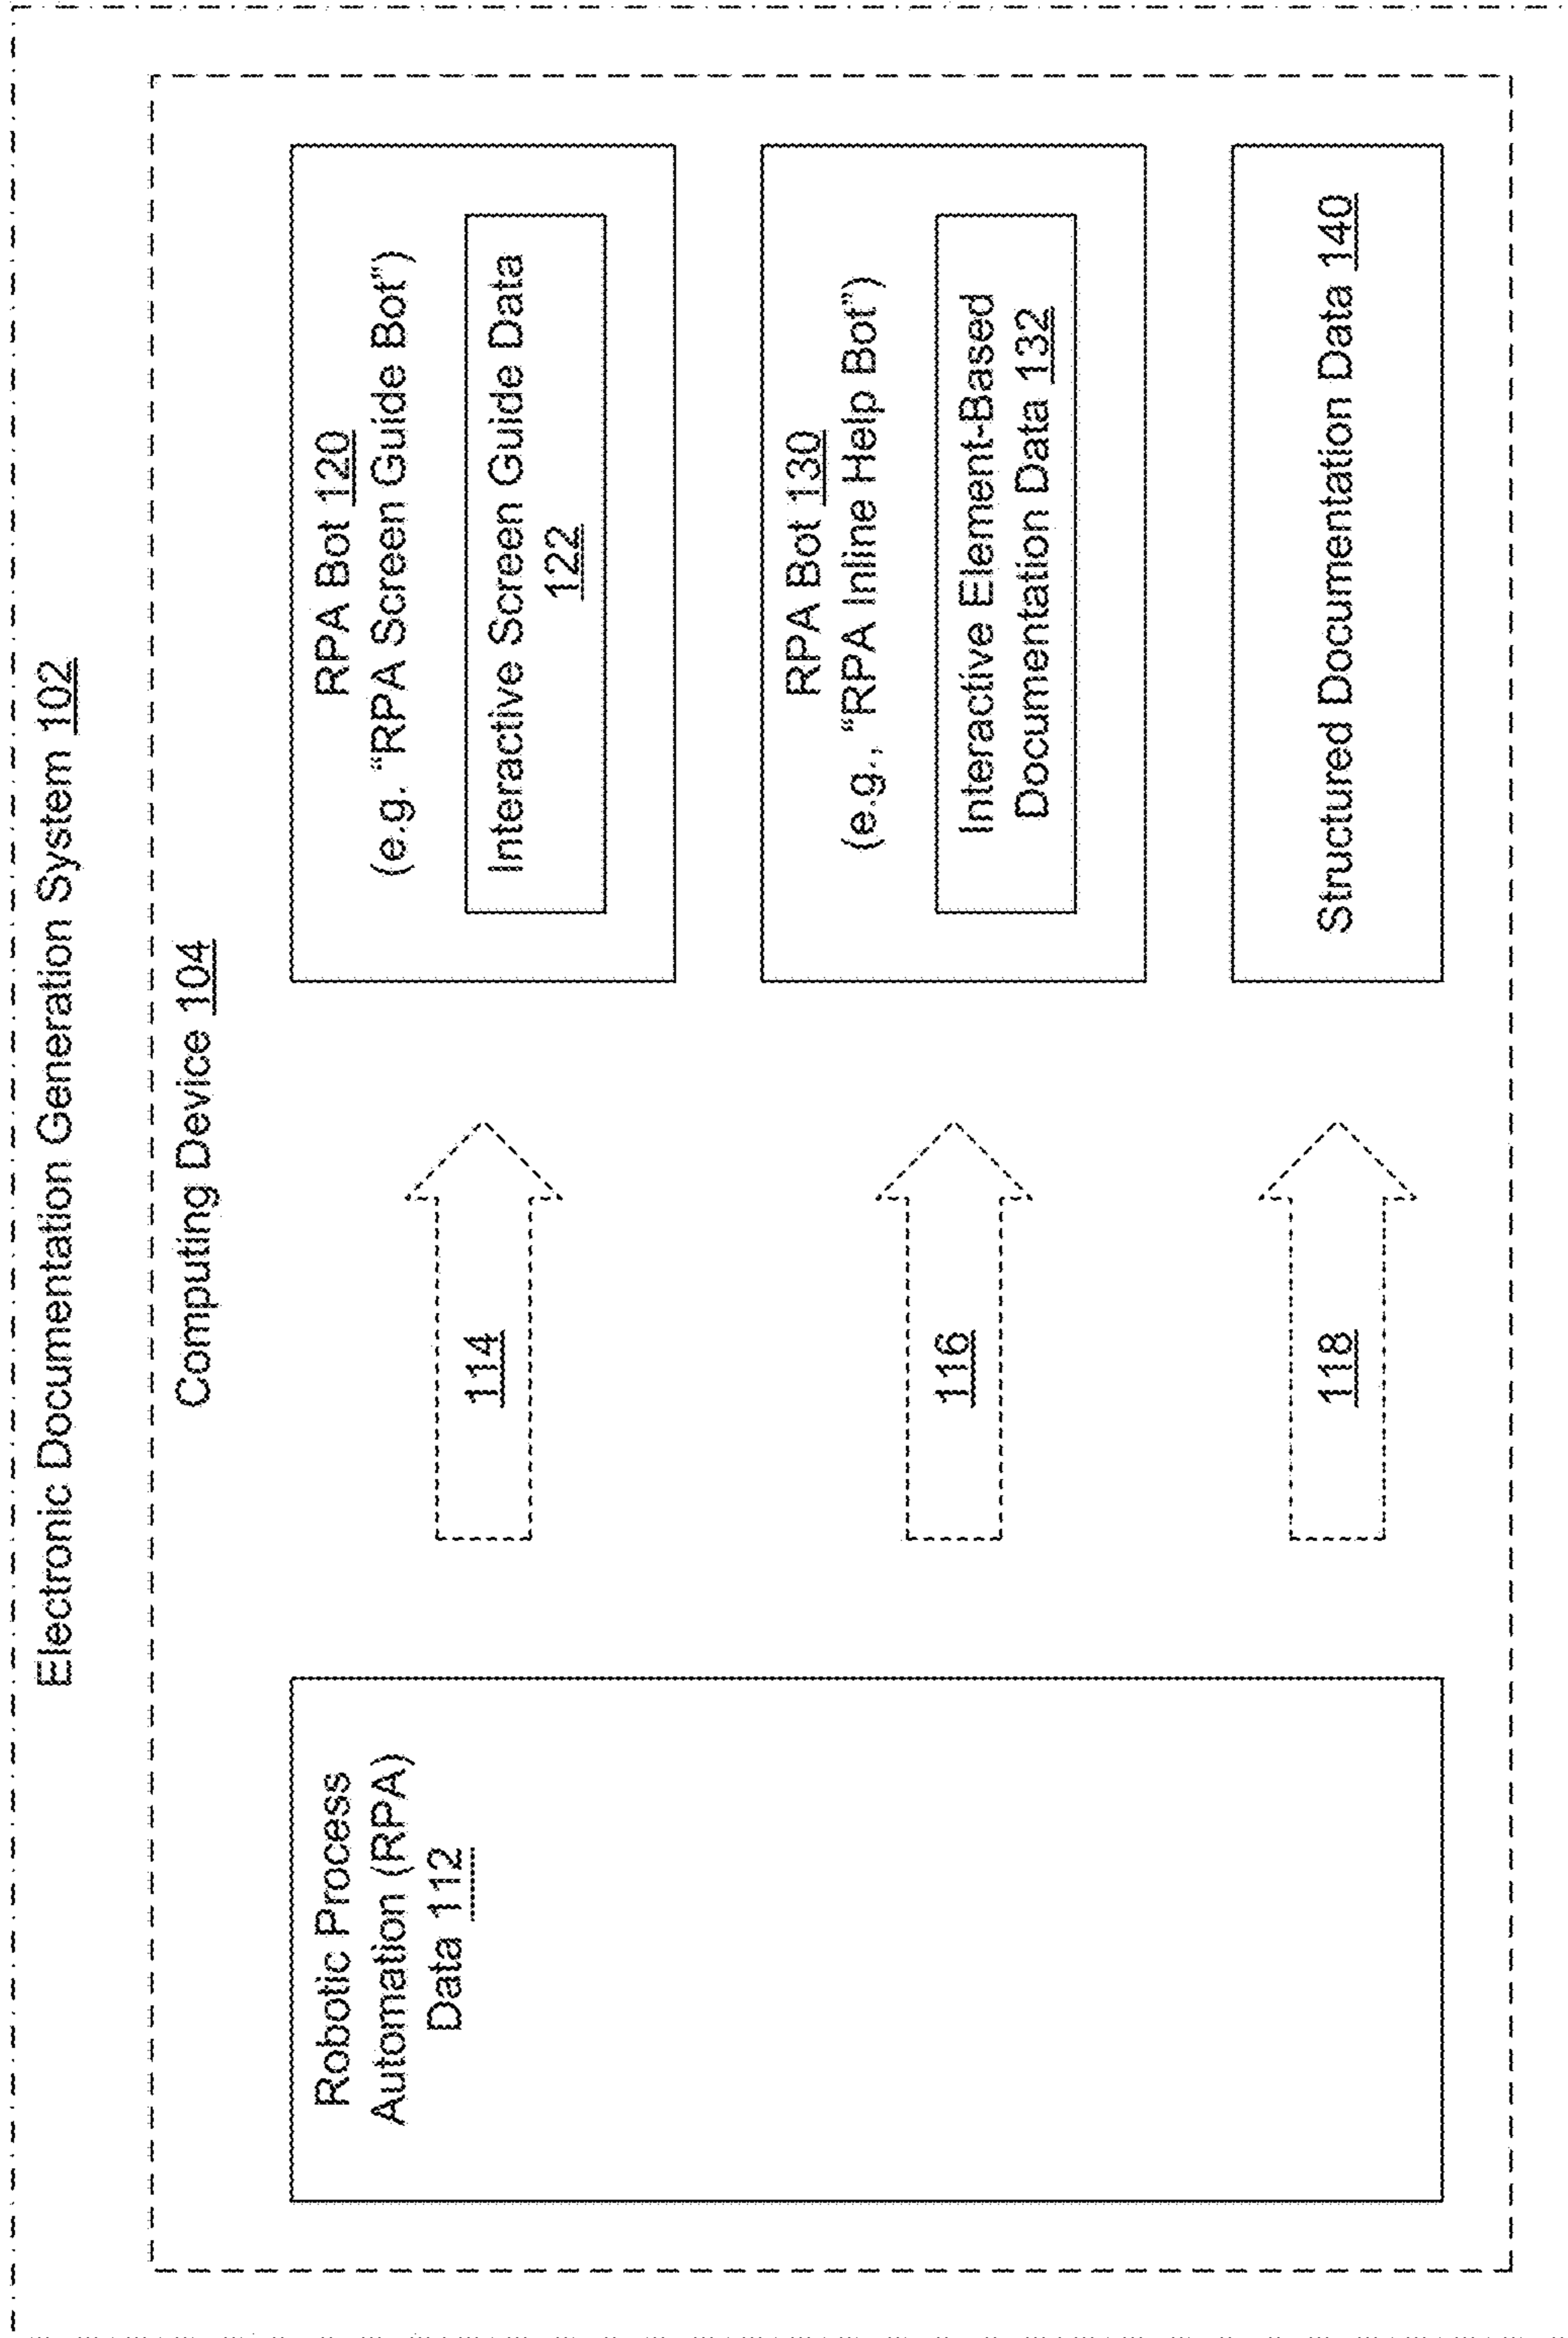 Electronic Documentation Generation System 102
Computing Device 104
Robotic Process
Automation (RPA)
Data 112
114
116
118
RPA Bot 120
(e.g. “RPA Screen Guide Bot”)
Interactive Screen Guide Data
122
RPA Bot 130
(e.g., “RPA Inline Help Bot”)
Interactive Element-Based
Documentation Data 132
Structured Documentation Data 140